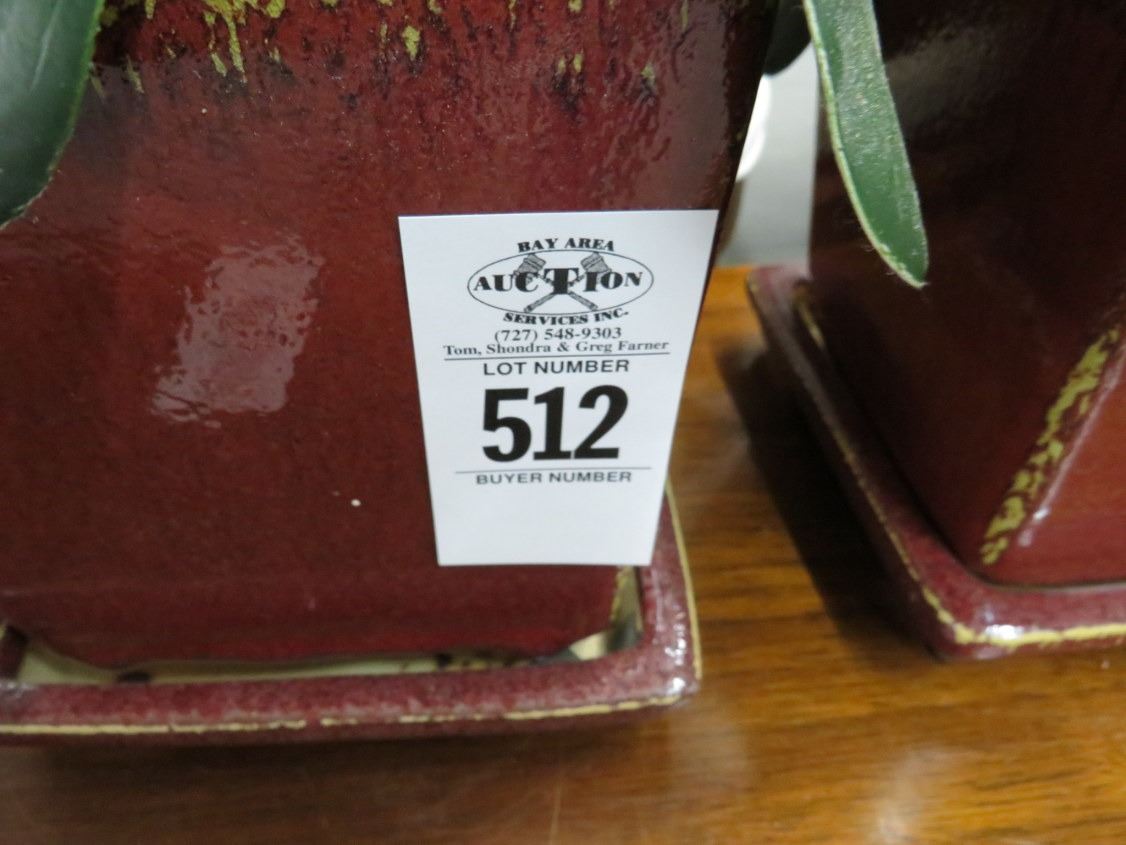 BAY AREA
AUCTION
SERVICES INC.
(727) 548-9303
Tom, Shondra & Greg Farner
LOT NUMBER
512
BUYER NUMBER